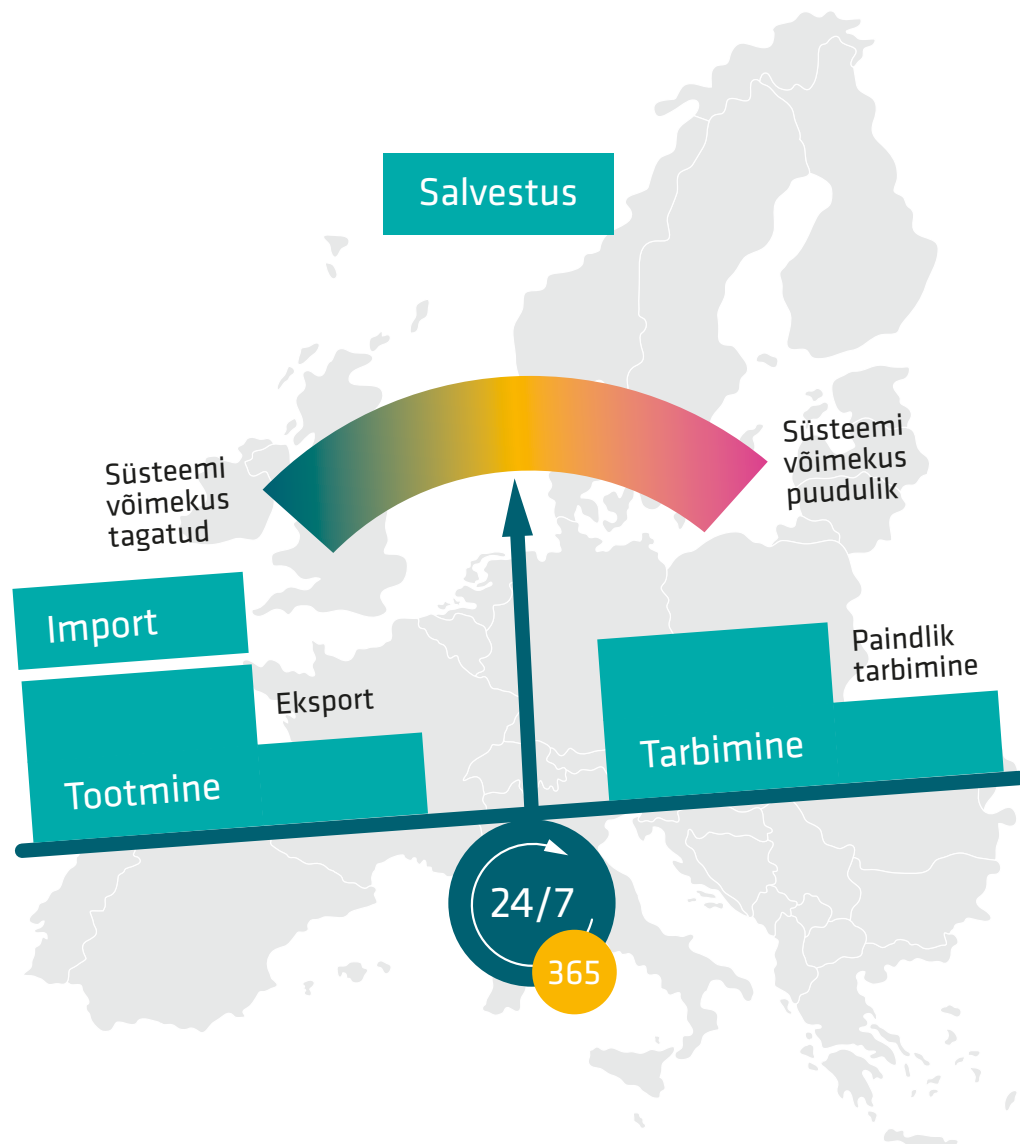 Salvestus
Süsteemi
võimekus
tagatud
Süsteemi
võimekus
puudulik
Import
Eksport
Tootmine
Paindlik
tarbimine
Tarbimine
24/7
365